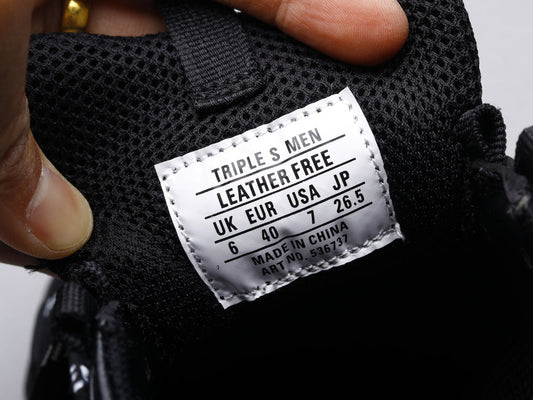 TRIPLE S MEN
LEATHER FREE
UK EUR USA JP
6 40 7 26.5
MADE IN CHINA
ART NO. 536737